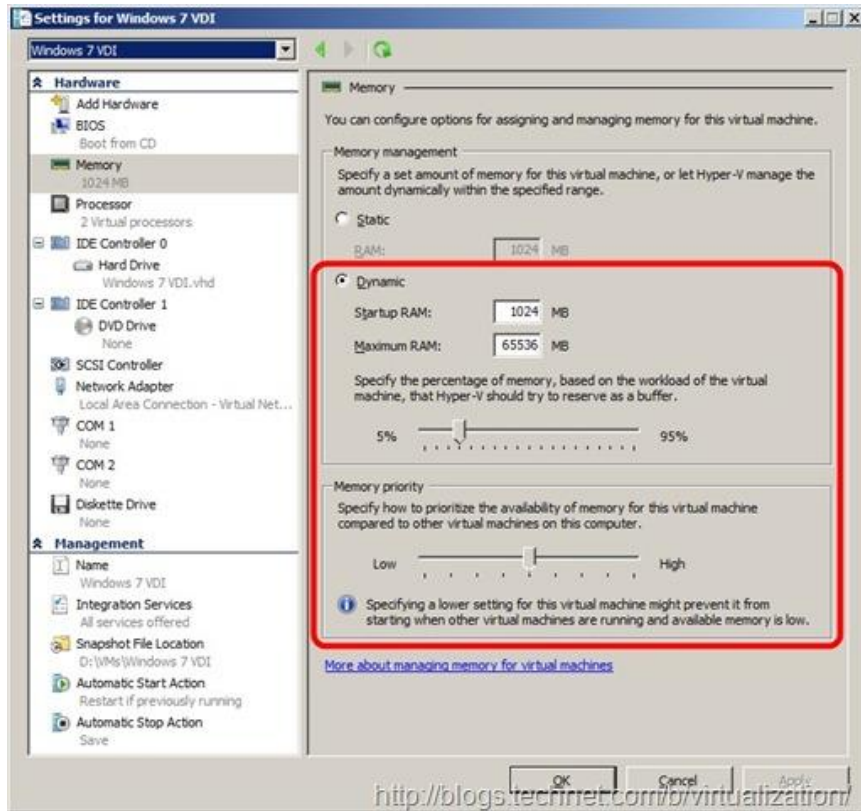 Settings for Windows 7 VDI
Windows 7 VDI
Hardware
Add Hardware
BIOS
Boot from CD
Memory
1024 MB
Processor
2 Virtual processors
IDE Controller 0
Hard Drive
Windows 7 VDI.vhd
IDE Controller 1
DVD Drive
None
SCSI Controller
Network Adapter
Local Area Connection - Virtual Net...
COM 1
None
COM 2
None
Diskette Drive
None
Management
Name
Windows 7 VDI
Integration Services
All services offered
Snapshot File Location
D:\VMs\Windows 7 VDI
Automatic Start Action
Restart if previously running
Automatic Stop Action
Save
Memory
You can configure options for assigning and managing memory for this virtual machine.
Memory management
Specify a set amount of memory for this virtual machine, or let Hyper-V manage the
amount dynamically within the specified range.
Static
RAM: 1024 MB
Dynamic
Startup RAM: 1024 MB
Maximum RAM: 65536 MB
Specify the percentage of memory, based on the workload of the virtual
machine, that Hyper-V should try to reserve as a buffer.
5% 95%
Memory priority
Specify how to prioritize the availability of memory for this virtual machine
compared to other virtual machines on this computer.
Low High
Specifying a lower setting for this virtual machine might prevent it from
starting when other virtual machines are running and available memory is low.
More about managing memory for virtual machines
OK Cancel Apply
http://blogs.technet.com/b/virtualization/